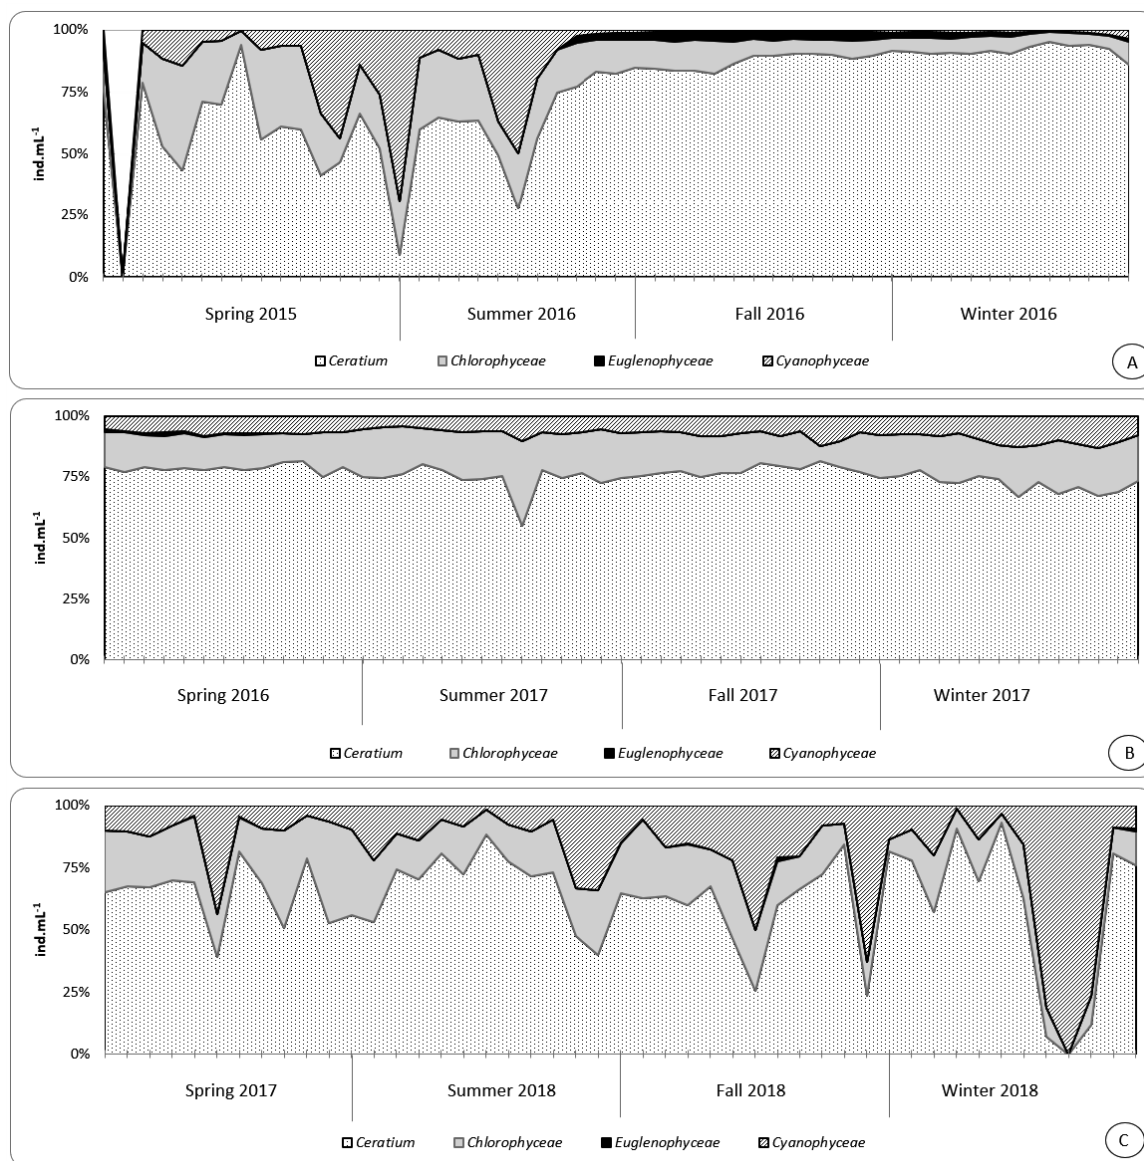 100%
75%
50%
25%
0%
ind.mL-1
Spring 2015 Summer 2016 Fall 2016 Winter 2016
Ceratium Chlorophyceae Euglenophyceae Cyanophyceae
A
100%
75%
50%
25%
0%
ind.mL-1
Spring 2016 Summer 2017 Fall 2017 Winter 2017
Ceratium Chlorophyceae Euglenophyceae Cyanophyceae
B
100%
75%
50%
25%
0%
ind.mL-1
Spring 2017 Summer 2018 Fall 2018 Winter 2018
Ceratium Chlorophyceae Euglenophyceae Cyanophyceae
C